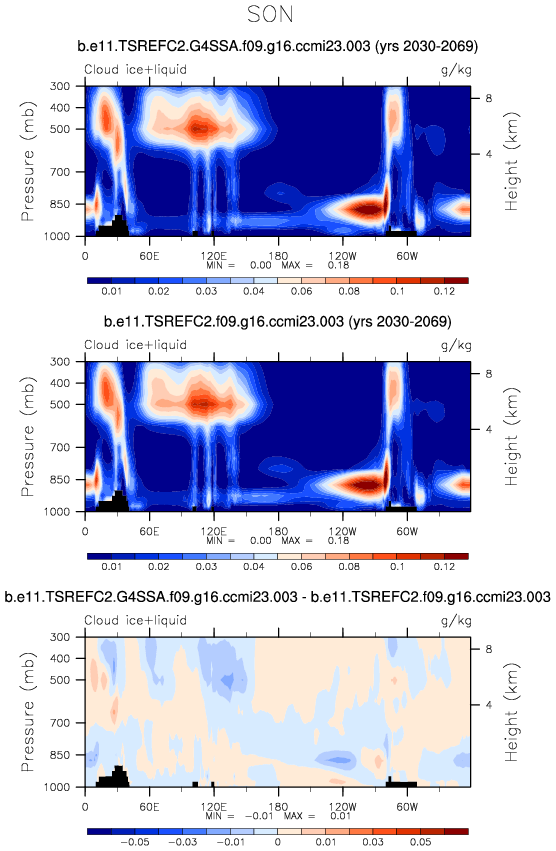 SON
b.e11.TSREFC2.G4SSA.f09.g16.ccmi23.003 (yrs 2030-2069)
Cloud ice+liquid g/kg
300
400
500
700
850
1000
Pressure (mb)
8
4
Height (km)
0 60E 120E 180 120W 60W
MIN = 0.00 MAX = 0.18
0.01 0.02 0.03 0.04 0.06 0.08 0.1 0.12
b.e11.TSREFC2.f09.g16.ccmi23.003 (yrs 2030-2069)
Cloud ice+liquid g/kg
300
400
500
700
850
1000
Pressure (mb)
8
4
Height (km)
0 60E 120E 180 120W 60W
MIN = 0.00 MAX = 0.18
0.01 0.02 0.03 0.04 0.06 0.08 0.1 0.12
b.e11.TSREFC2.G4SSA.f09.g16.ccmi23.003 - b.e11.TSREFC2.f09.g16.ccmi23.003
Cloud ice+liquid g/kg
300
400
500
700
850
1000
Pressure (mb)
8
4
Height (km)
0 60E 120E 180 120W 60W
MIN = -0.01 MAX = 0.01
-0.05 -0.03 -0.01 0 0.01 0.03 0.05